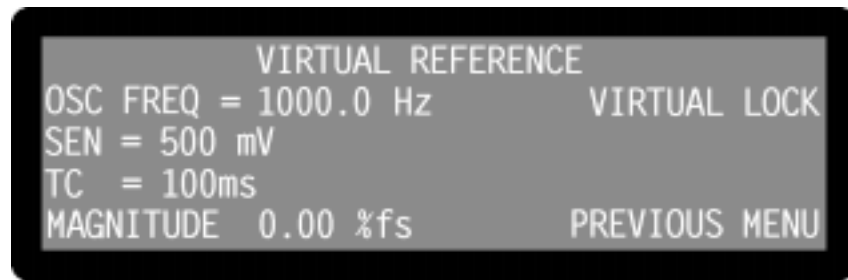 VIRTUAL REFERENCE
OSC FREQ = 1000.0 Hz VIRTUAL LOCK
SEN = 500 mV
TC = 100ms
MAGNITUDE 0.00 %fs PREVIOUS MENU